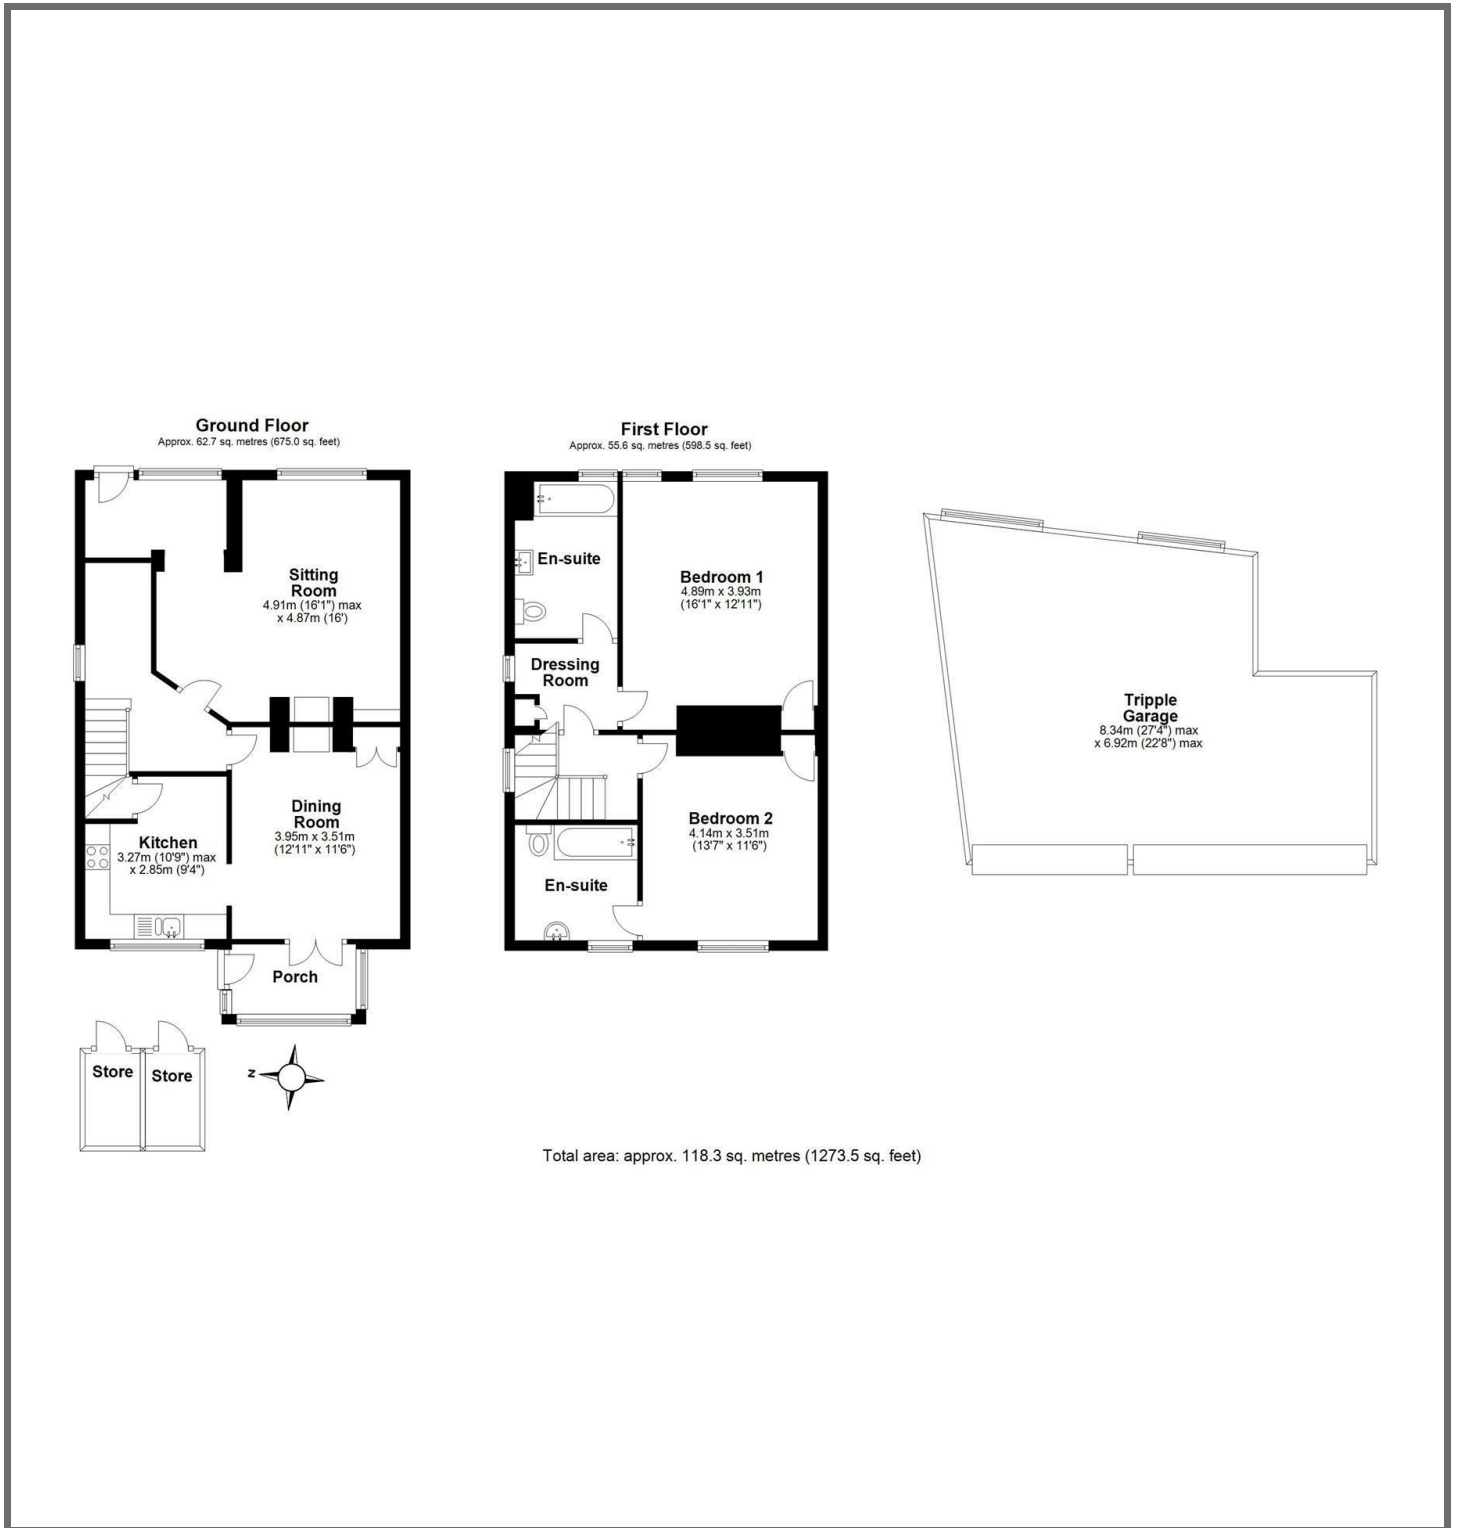 Ground Floor
Approx. 62.7 sq. metres (675.0 sq. feet)
Sitting
Room
4.91m (16'1") max
x 4.87m (16')
Dining
Room
3.95m x 3.51m
(12'11" x 11'6")
Kitchen
3.27m (10'9") max
x 2.85m (9'4")
Porch
Store
Store
N
First Floor
Approx. 55.6 sq. metres (598.5 sq. feet)
En-suite
Bedroom 1
4.89m x 3.93m
(16'1" x 12'11")
Dressing
Room
Bedroom 2
4.14m x 3.51m
(13'7" x 11'6")
En-suite
Tripple
Garage
8.34m (27'4") max
x 6.92m (22'8") max
Total area: approx. 118.3 sq. metres (1273.5 sq. feet)